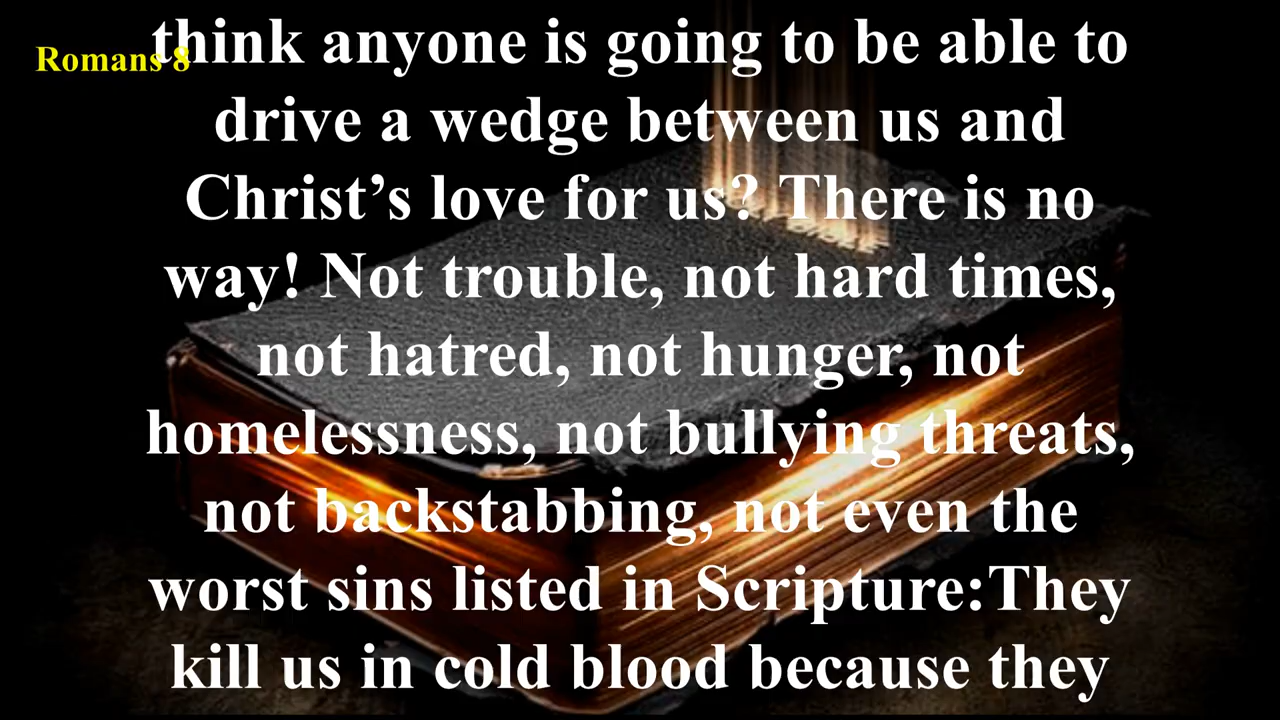 Romans 8
think anyone is going to be able to
drive a wedge between us and
Christ’s love for us? There is no
way! Not trouble, not hard times,
not hatred, not hunger, not
homelessness, not bullying threats,
not backstabbing, not even the
worst sins listed in Scripture:They
kill us in cold blood because they